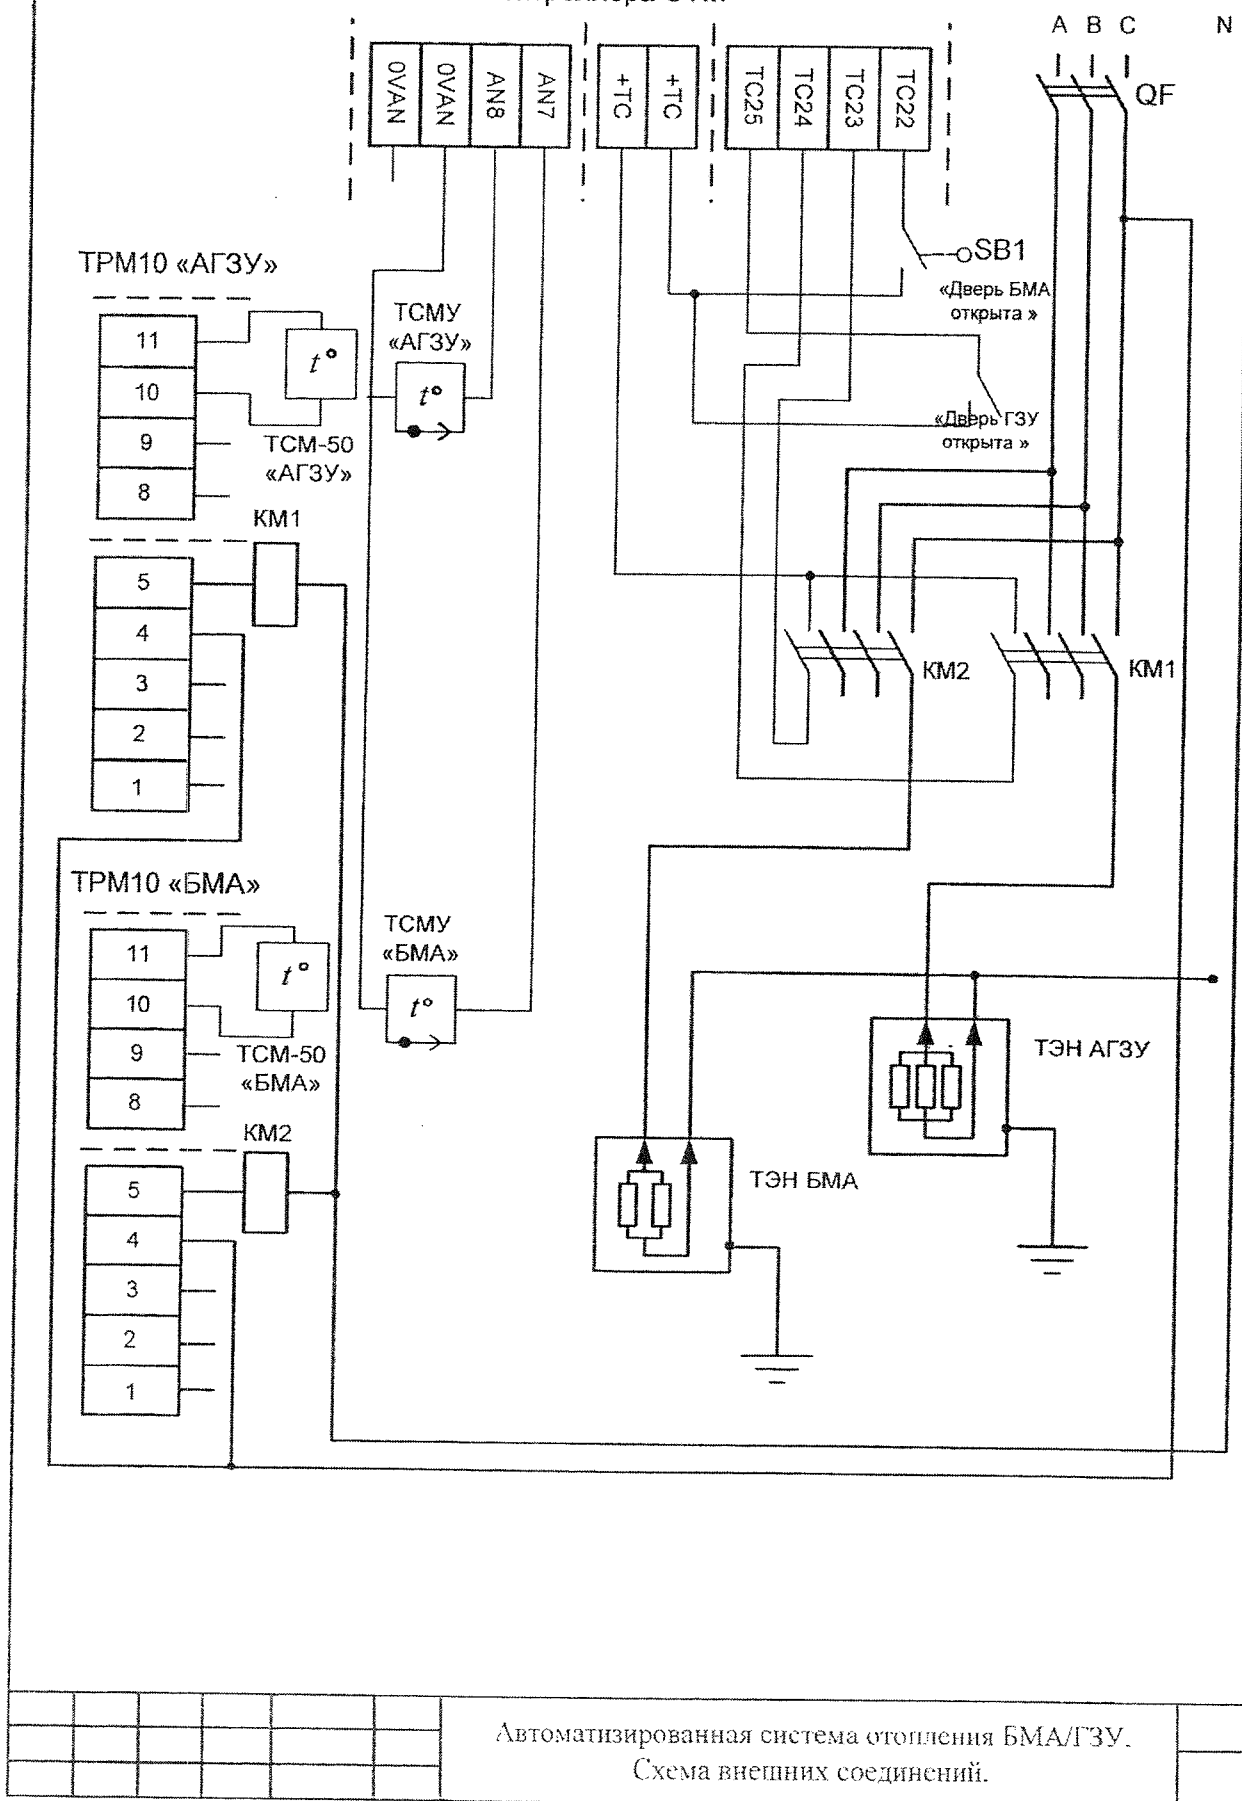 A B C N
0VAN 0VAN AN8 AN7 +TC +TC TC25 TC24 TC23 TC22
QF
SB1
«Дверь БМА
открыта »
ТРМ10 «АГЗУ»
11
10
9
8
t°
ТСМ-50
«АГЗУ»
ТСМУ
«АГЗУ»
t°
«Дверь ГЗУ
открыта »
КМ1
5
4
3
2
1
КМ2
КМ1
ТРМ10 «БМА»
11
10
9
8
t°
ТСМ-50
«БМА»
ТСМУ
«БМА»
t°
ТЭН АГЗУ
КМ2
5
4
3
2
1
ТЭН БМА
Автоматизированная система отопления БМА/ГЗУ.
Схема внешних соединений.